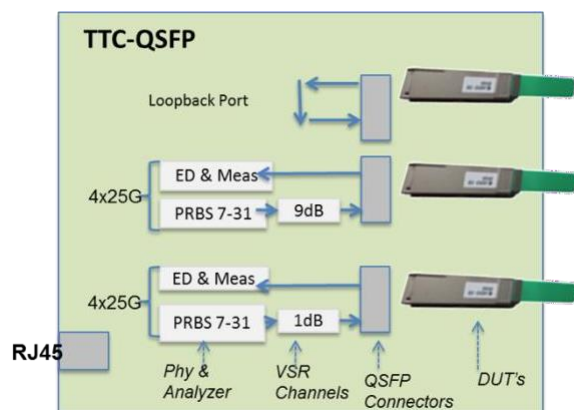 TTC-QSFP
Loopback Port
4x25G
ED & Meas
PRBS 7-31
9dB
4x25G
ED & Meas
PRBS 7-31
1dB
RJ45
Phy &
Analyzer
VSR
Channels
QSFP
Connectors
DUT's